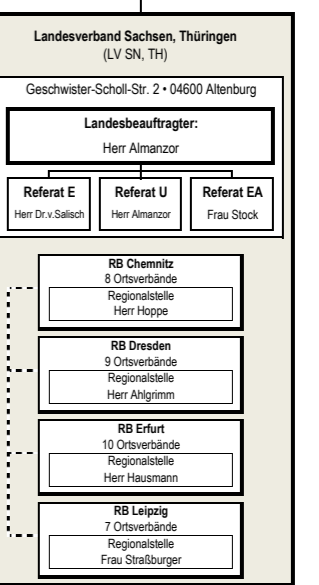 Landesverband Sachsen, Thüringen
(LV SN, TH)
Geschwister-Scholl-Str. 2 • 04600 Altenburg
Landesbeauftragter:
Herr Almanzor
Referat E
Herr Dr.v.Salisch
Referat U
Herr Almanzor
Referat EA
Frau Stock
RB Chemnitz
8 Ortsverbände
Regionalstelle
Herr Hoppe
RB Dresden
9 Ortsverbände
Regionalstelle
Herr Ahlgrimm
RB Erfurt
10 Ortsverbände
Regionalstelle
Herr Hausmann
RB Leipzig
7 Ortsverbände
Regionalstelle
Frau Straßburger